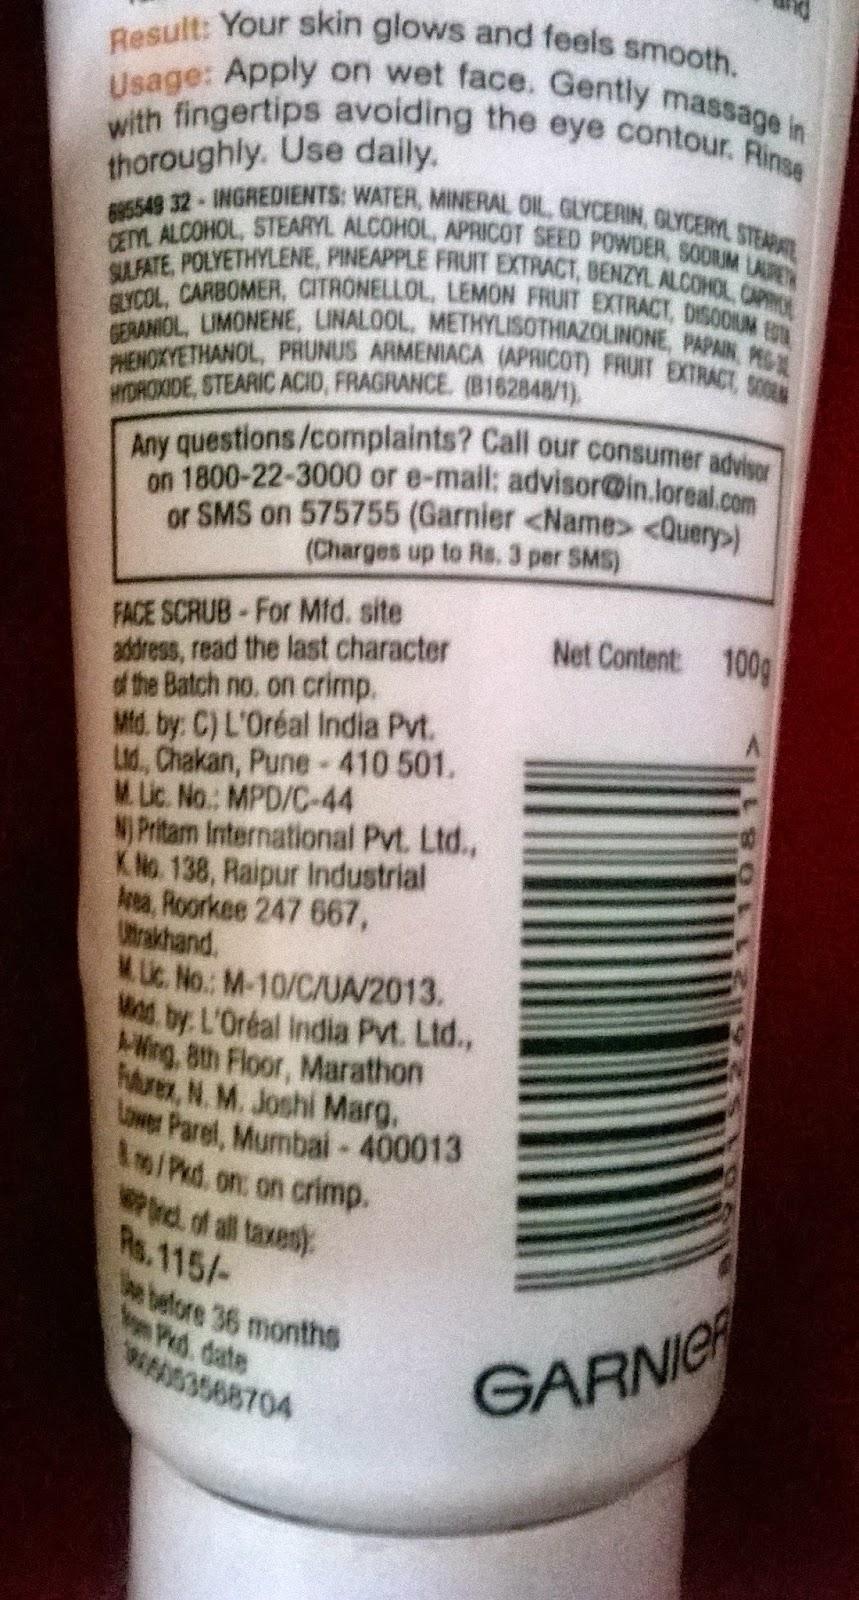 and
Result: Your skin glows and feels smooth.
Usage: Apply on wet face. Gently massage in
with fingertips avoiding the eye contour. Rinse
thoroughly. Use daily.
695549 32 - INGREDIENTS: WATER, MINERAL OIL, GLYCERIN, GLYCERYL STEARATE,
CETYL ALCOHOL, STEARYL ALCOHOL, APRICOT SEED POWDER, SODIUM LAURETH
SULFATE, POLYETHYLENE, PINEAPPLE FRUIT EXTRACT, BENZYL ALCOHOL, CAPRYLYL
GLYCOL, CARBOMER, CITRONELLOL, LEMON FRUIT EXTRACT, DISODIUM EDTA,
GERANIOL, LIMONENE, LINALOOL, METHYLISOTHIAZOLINONE, PAPAIN,
PHENOXYETHANOL, PRUNUS ARMENIACA (APRICOT) FRUIT EXTRACT, SODIUM
HYDROXIDE, STEARIC ACID, FRAGRANCE. (B162848/1).
Any questions/complaints? Call our consumer advisor
on 1800-22-3000 or e-mail: advisor@in.loreal.com
or SMS on 575755 (Garnier <Name> <Query>)
(Charges up to Rs. 3 per SMS)
FACE SCRUB - For Mfd. site
address, read the last character
of the Batch no. on crimp.
Mfd. by: C) L'Oréal India Pvt.
Ltd., Chakan, Pune - 410 501.
M. Lic. No.: MPD/C-44
N) Pritam International Pvt. Ltd.,
K. No. 138, Raipur Industrial
Area, Roorkee 247 667,
Uttrakhand.
M. Lic. No.: M-10/C/UA/2013.
Mktd. by: L'Oréal India Pvt. Ltd.,
A-Wing, 8th Floor, Marathon
Futurex, N. M. Joshi Marg,
Lower Parel, Mumbai - 400013
B. no / Pkd. on: on crimp.
MRP (incl. of all taxes):
Rs. 115/-
Use before 36 months
from Pkd. date
Net Content: 100g
8 901526 211081 >
GARNIER